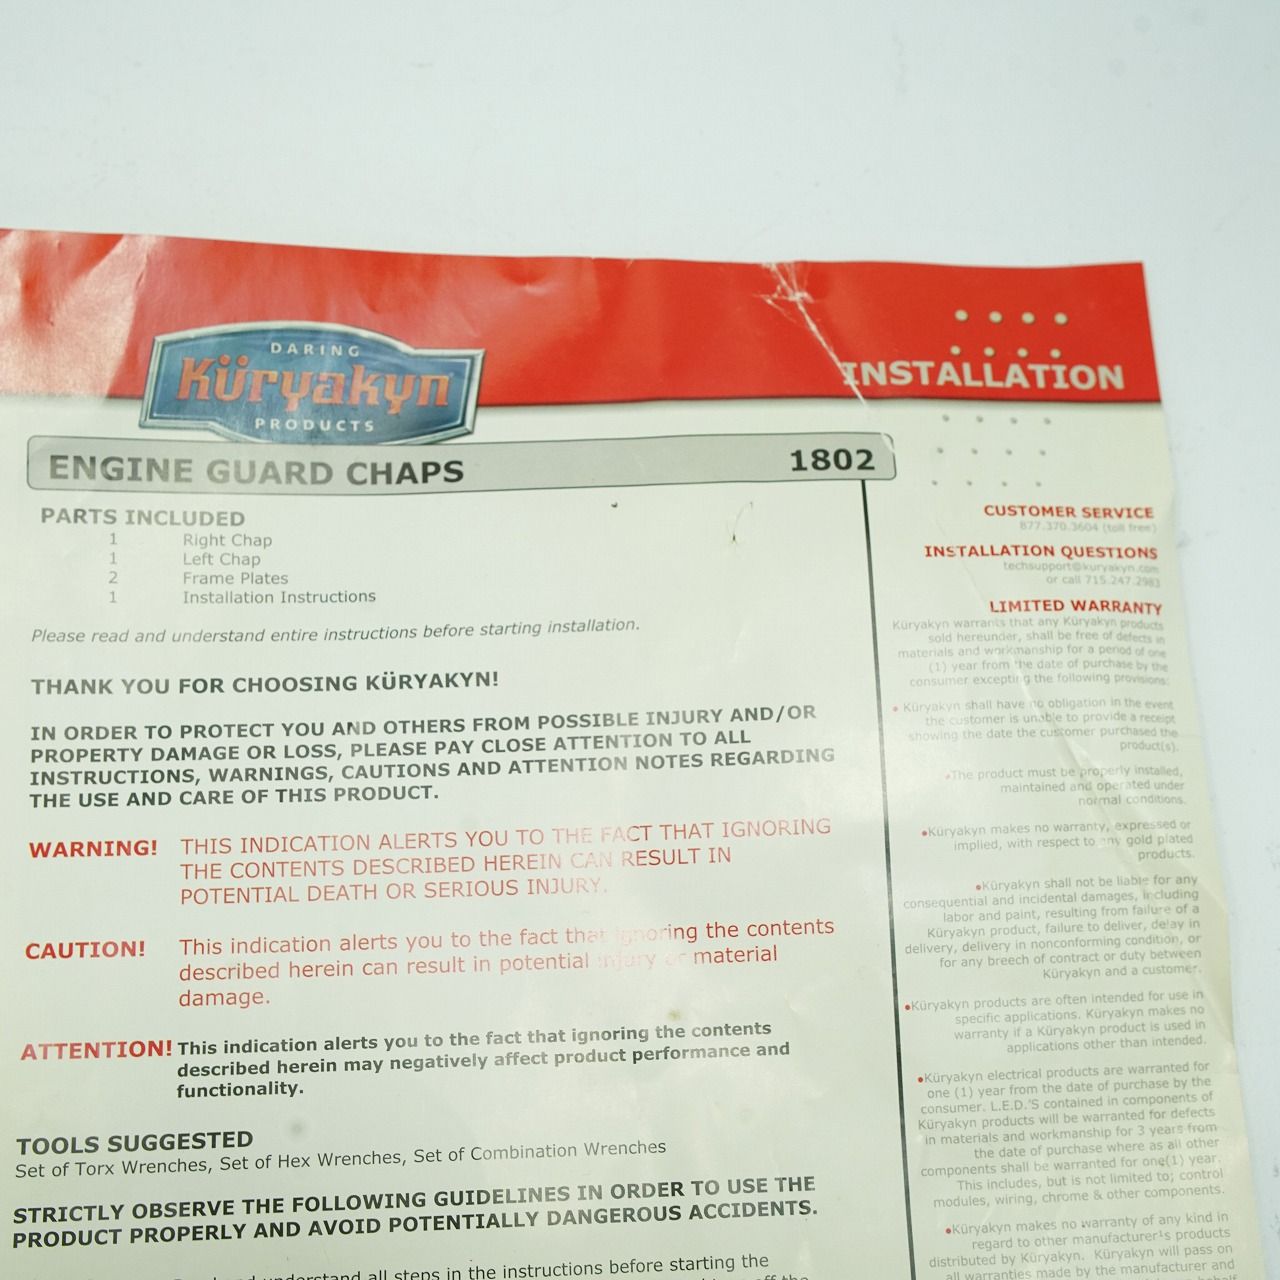 DARING
Küryakyn
PRODUCTS
INSTALLATION
ENGINE GUARD CHAPS 1802
PARTS INCLUDED
1 Right Chap
1 Left Chap
2 Frame Plates
1 Installation Instructions
Please read and understand entire instructions before starting installation.
THANK YOU FOR CHOOSING KÜRYAKYN!
IN ORDER TO PROTECT YOU AND OTHERS FROM POSSIBLE INJURY AND/OR
PROPERTY DAMAGE OR LOSS, PLEASE PAY CLOSE ATTENTION TO ALL
INSTRUCTIONS, WARNINGS, CAUTIONS AND ATTENTION NOTES REGARDING
THE USE AND CARE OF THIS PRODUCT.
WARNING! THIS INDICATION ALERTS YOU TO THE FACT THAT IGNORING
THE CONTENTS DESCRIBED HEREIN CAN RESULT IN
POTENTIAL DEATH OR SERIOUS INJURY.
CAUTION! This indication alerts you to the fact that ignoring the contents
described herein can result in potential injury or material
damage.
ATTENTION! This indication alerts you to the fact that ignoring the contents
described herein may negatively affect product performance and
functionality.
TOOLS SUGGESTED
Set of Torx Wrenches, Set of Hex Wrenches, Set of Combination Wrenches
STRICTLY OBSERVE THE FOLLOWING GUIDELINES IN ORDER TO USE THE
PRODUCT PROPERLY AND AVOID POTENTIALLY DANGEROUS ACCIDENTS.
understand all steps in the instructions before starting the
CUSTOMER SERVICE
877.370.3604 (toll free)
INSTALLATION QUESTIONS
techsupport@kuryakyn.com
or call 715.247.2983
LIMITED WARRANTY
Küryakyn warrants that any Küryakyn products
sold hereunder, shall be free of defects in
materials and workmanship for a period of one
(1) year from the date of purchase by the
consumer excepting the following provisions:
• Küryakyn shall have no obligation in the event
the customer is unable to provide a receipt
showing the date the customer purchased the
product(s).
•The product must be properly installed,
maintained and operated under
normal conditions.
•Küryakyn makes no warranty, expressed or
implied, with respect to any gold plated
products.
•Küryakyn shall not be liable for any
consequential and incidental damages, including
labor and paint, resulting from failure of a
Küryakyn product, failure to deliver, delay in
delivery, delivery in nonconforming condition, or
for any breech of contract or duty between
Küryakyn and a customer.
•Küryakyn products are often intended for use in
specific applications. Küryakyn makes no
warranty if a Küryakyn product is used in
applications other than intended.
•Küryakyn electrical products are warranted for
one (1) year from the date of purchase by the
consumer. L.E.D.'S contained in components of
Küryakyn products will be warranted for defects
in materials and workmanship for 3 years from
the date of purchase where as all other
components shall be warranted for one(1) year.
This includes, but is not limited to; control
modules, wiring, chrome & other components.
•Küryakyn makes no warranty of any kind in
regard to other manufacturer's products
distributed by Küryakyn. Küryakyn will pass on
all warranties made by the manufacturer and